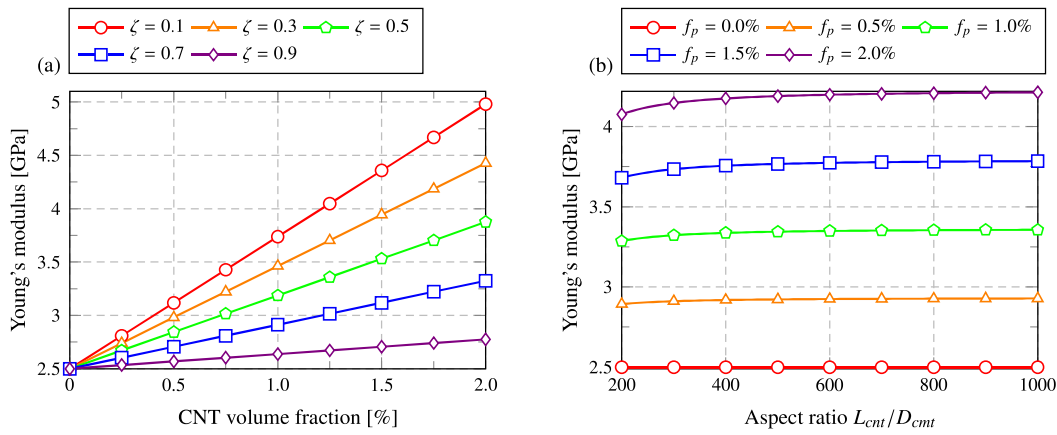 ζ = 0.1 ζ = 0.3 ζ = 0.5
ζ = 0.7 ζ = 0.9
(a)
5
4.5
4
3.5
3
2.5
0 0.5 1.0 1.5 2.0
Young's modulus [GPa]
CNT volume fraction [%]
f_p = 0.0% f_p = 0.5% f_p = 1.0%
f_p = 1.5% f_p = 2.0%
(b)
4
3.5
3
2.5
200 400 600 800 1000
Young's modulus [GPa]
Aspect ratio L_cnt/D_cmt